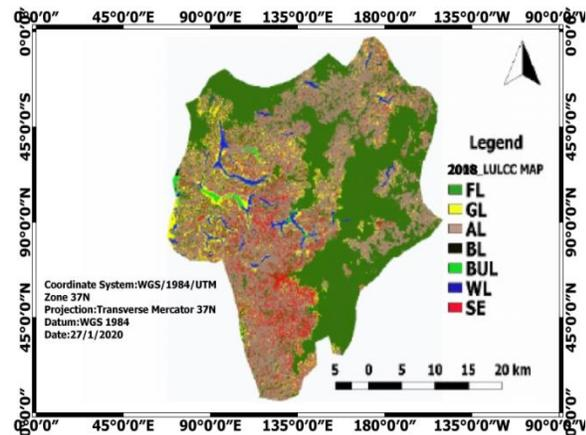 0°0'0" 45°0'0"E 90°0'0"E 135°0'0"E 180°0'0" 135°0'0"W 90°0'0"W
0°0'0"
45°0'0"S
90°0'0"S
45°0'0"S
0°0'0"
Legend
LULCC MAP
FL
GL
AL
BL
BUL
WL
SE
Coordinate System:WGS/1984/UTM
Zone 37N
Projection:Transverse Mercator 37N
Datum:WGS 1984
Date:27/1/2020
5 0 5 10 15 20 km
0°0'0" 45°0'0"E 90°0'0"E 135°0'0"E 180°0'0" 135°0'0"W 90°0'0"W